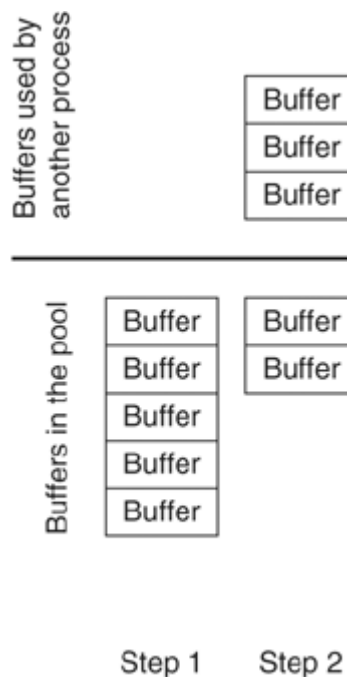 Buffers used by
another process
Buffer
Buffer
Buffer
Buffers in the pool
Buffer
Buffer
Buffer
Buffer
Buffer
Buffer
Buffer
Step 1
Step 2